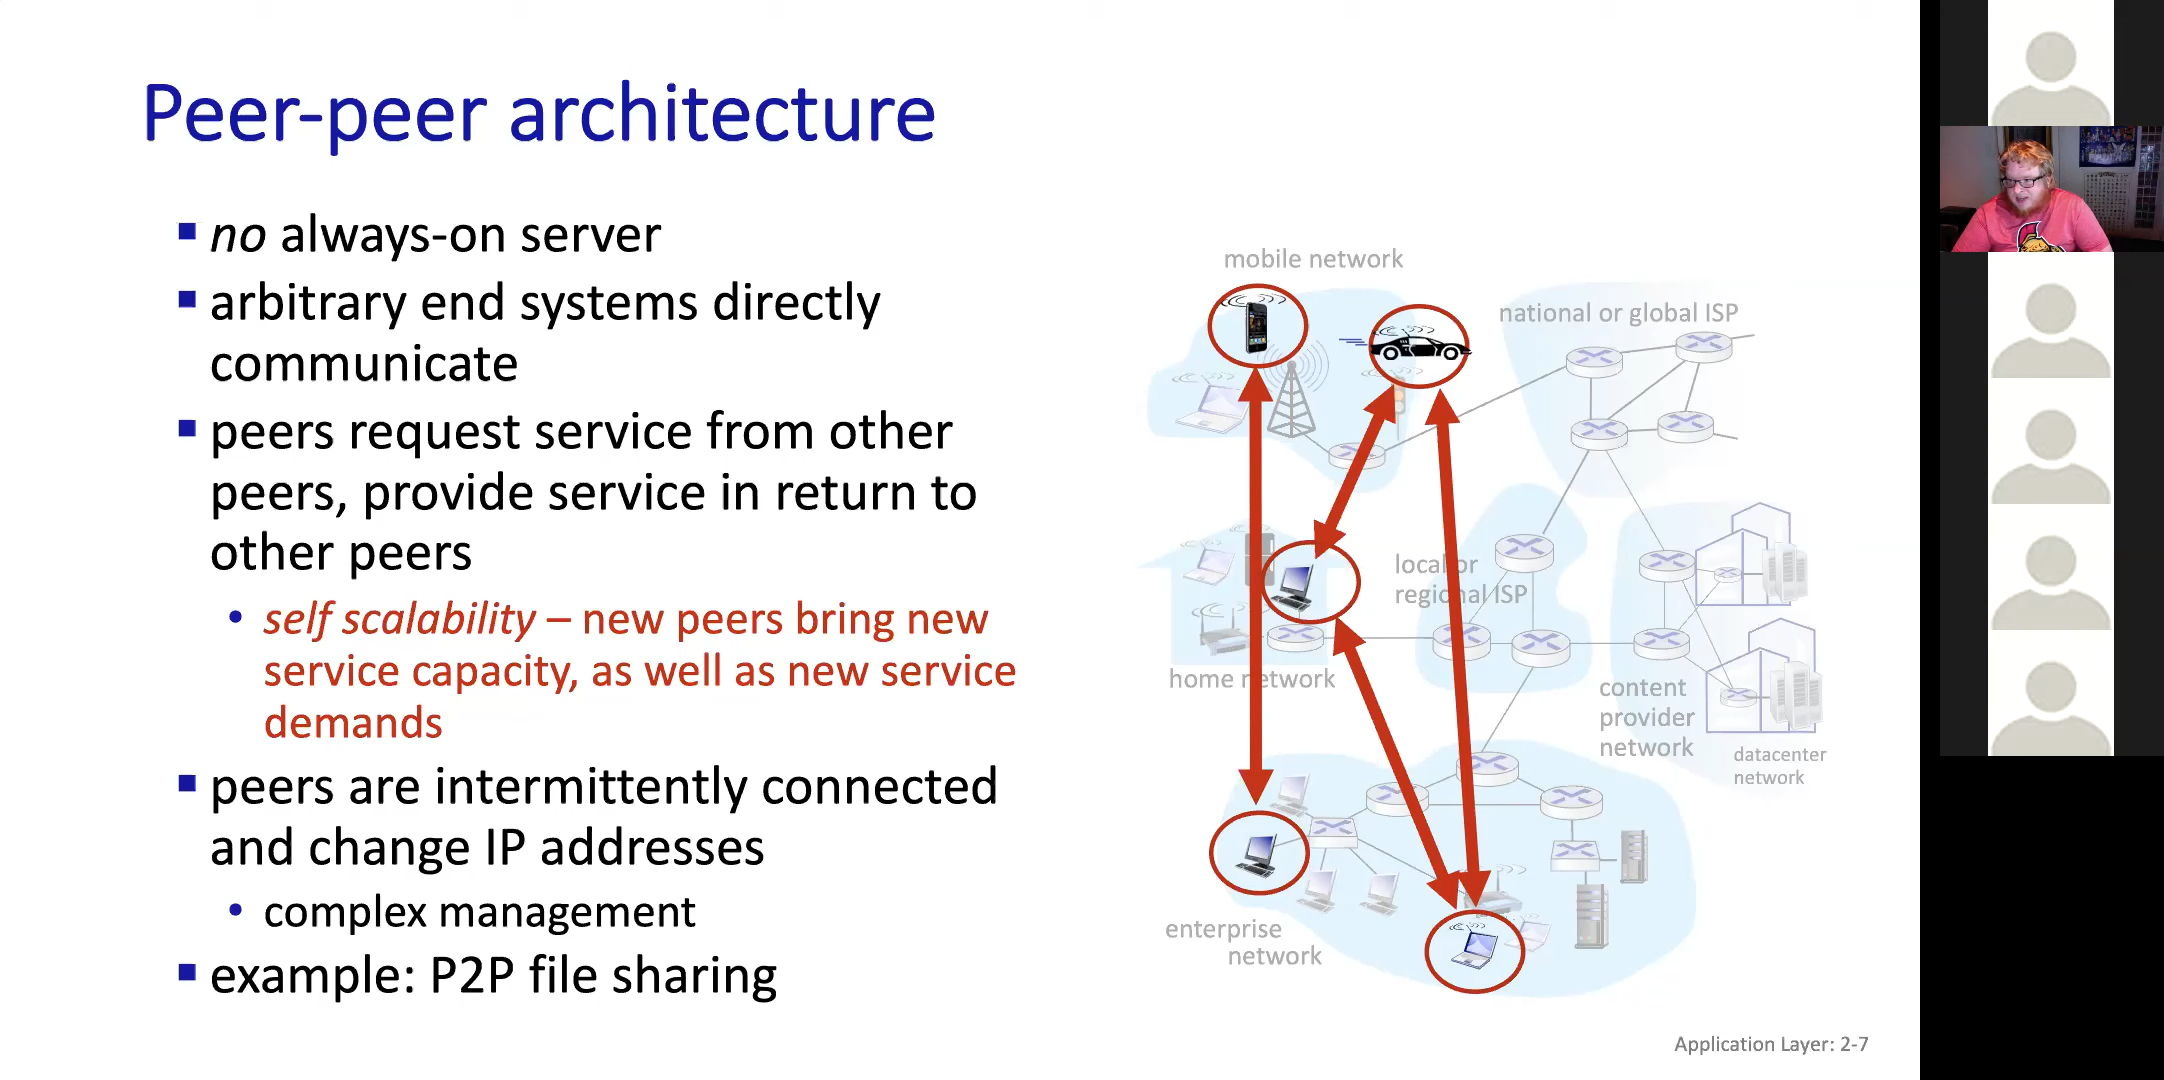 Peer-peer architecture
no always-on server
arbitrary end systems directly
communicate
peers request service from other
peers, provide service in return to
other peers
self scalability – new peers bring new
service capacity, as well as new service
demands
peers are intermittently connected
and change IP addresses
complex management
example: P2P file sharing
mobile network
national or global ISP
local or
regional ISP
home network
content
provider
network
datacenter
network
enterprise
network
Application Layer: 2-7